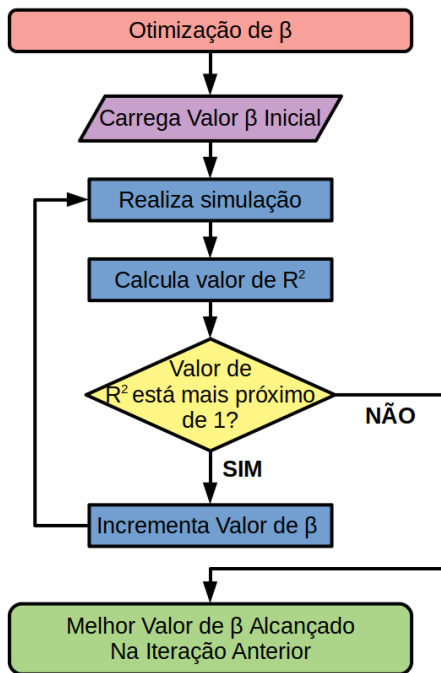 Otimização de β
Carrega Valor β Inicial
Realiza simulação
Calcula valor de R²
Valor de
R² está mais próximo
de 1?
NÃO
SIM
Incrementa Valor de β
Melhor Valor de β Alcançado
Na Iteração Anterior